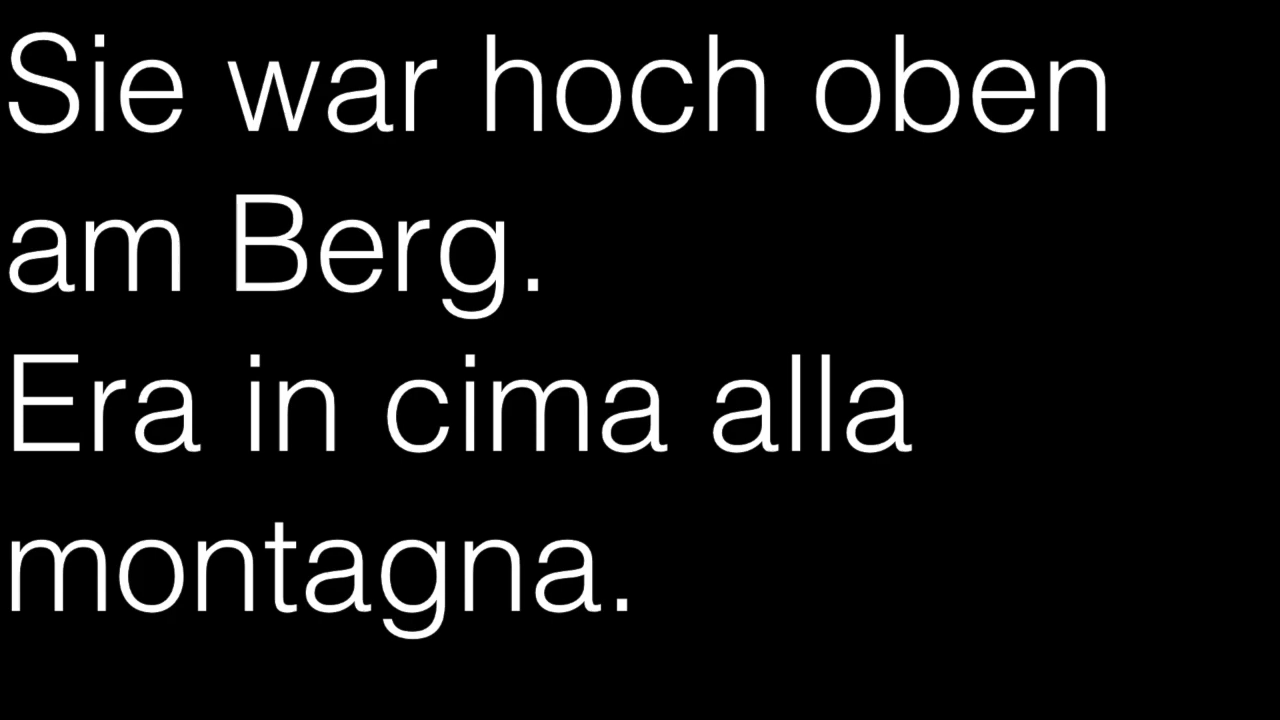 Sie war hoch oben
am Berg.
Era in cima alla
montagna.